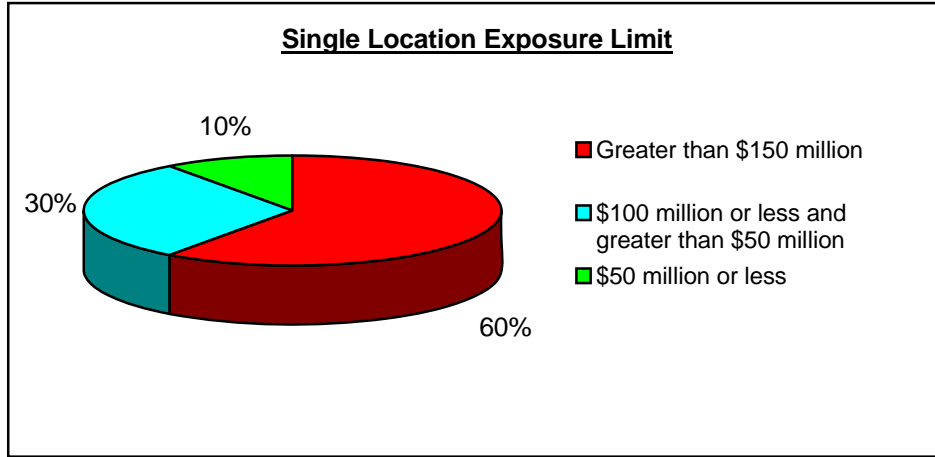 Single Location Exposure Limit
10%
30%
60%
Greater than $150 million
$100 million or less and
greater than $50 million
$50 million or less